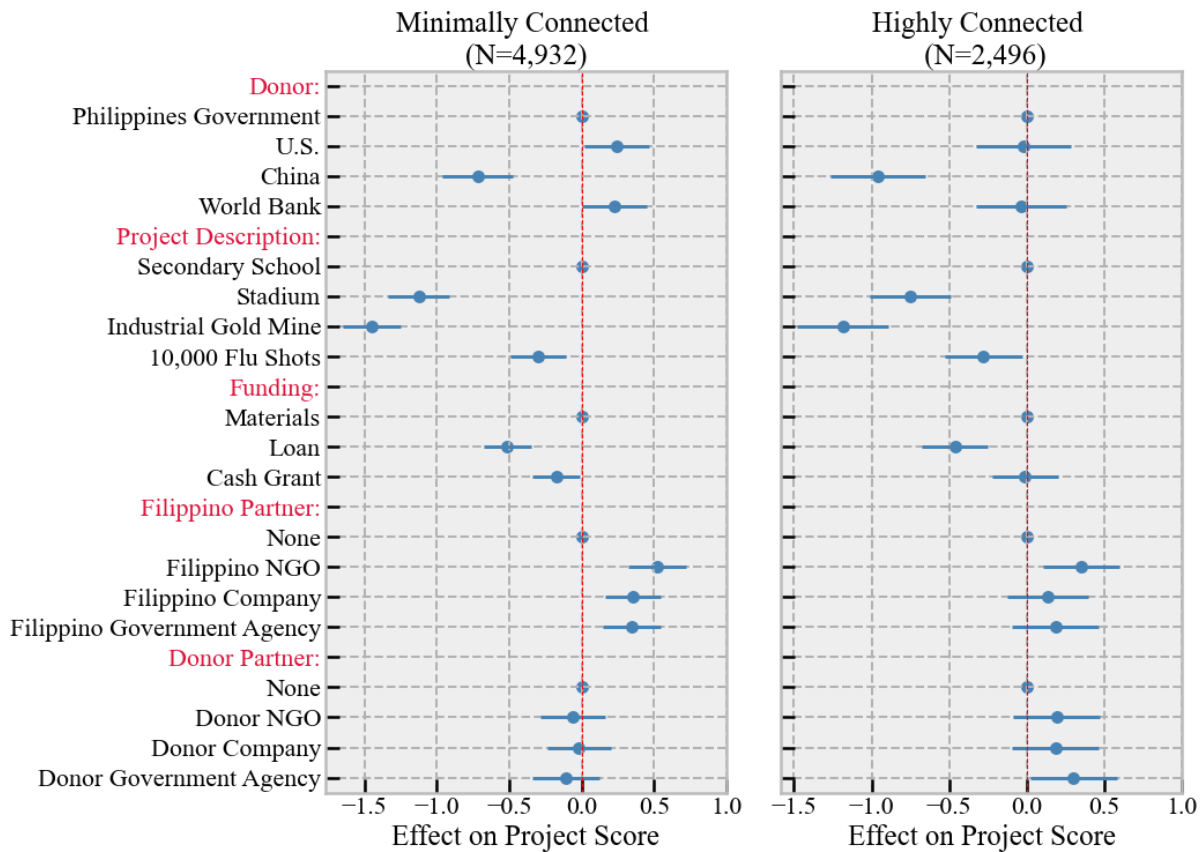 Minimally Connected
(N=4,932)
Highly Connected
(N=2,496)
Donor:
Philippines Government
U.S.
China
World Bank
Project Description:
Secondary School
Stadium
Industrial Gold Mine
10,000 Flu Shots
Funding:
Materials
Loan
Cash Grant
Filippino Partner:
None
Filippino NGO
Filippino Company
Filippino Government Agency
Donor Partner:
None
Donor NGO
Donor Company
Donor Government Agency
−1.5 −1.0 −0.5 0.0 0.5 1.0
−1.5 −1.0 −0.5 0.0 0.5 1.0
Effect on Project Score
Effect on Project Score